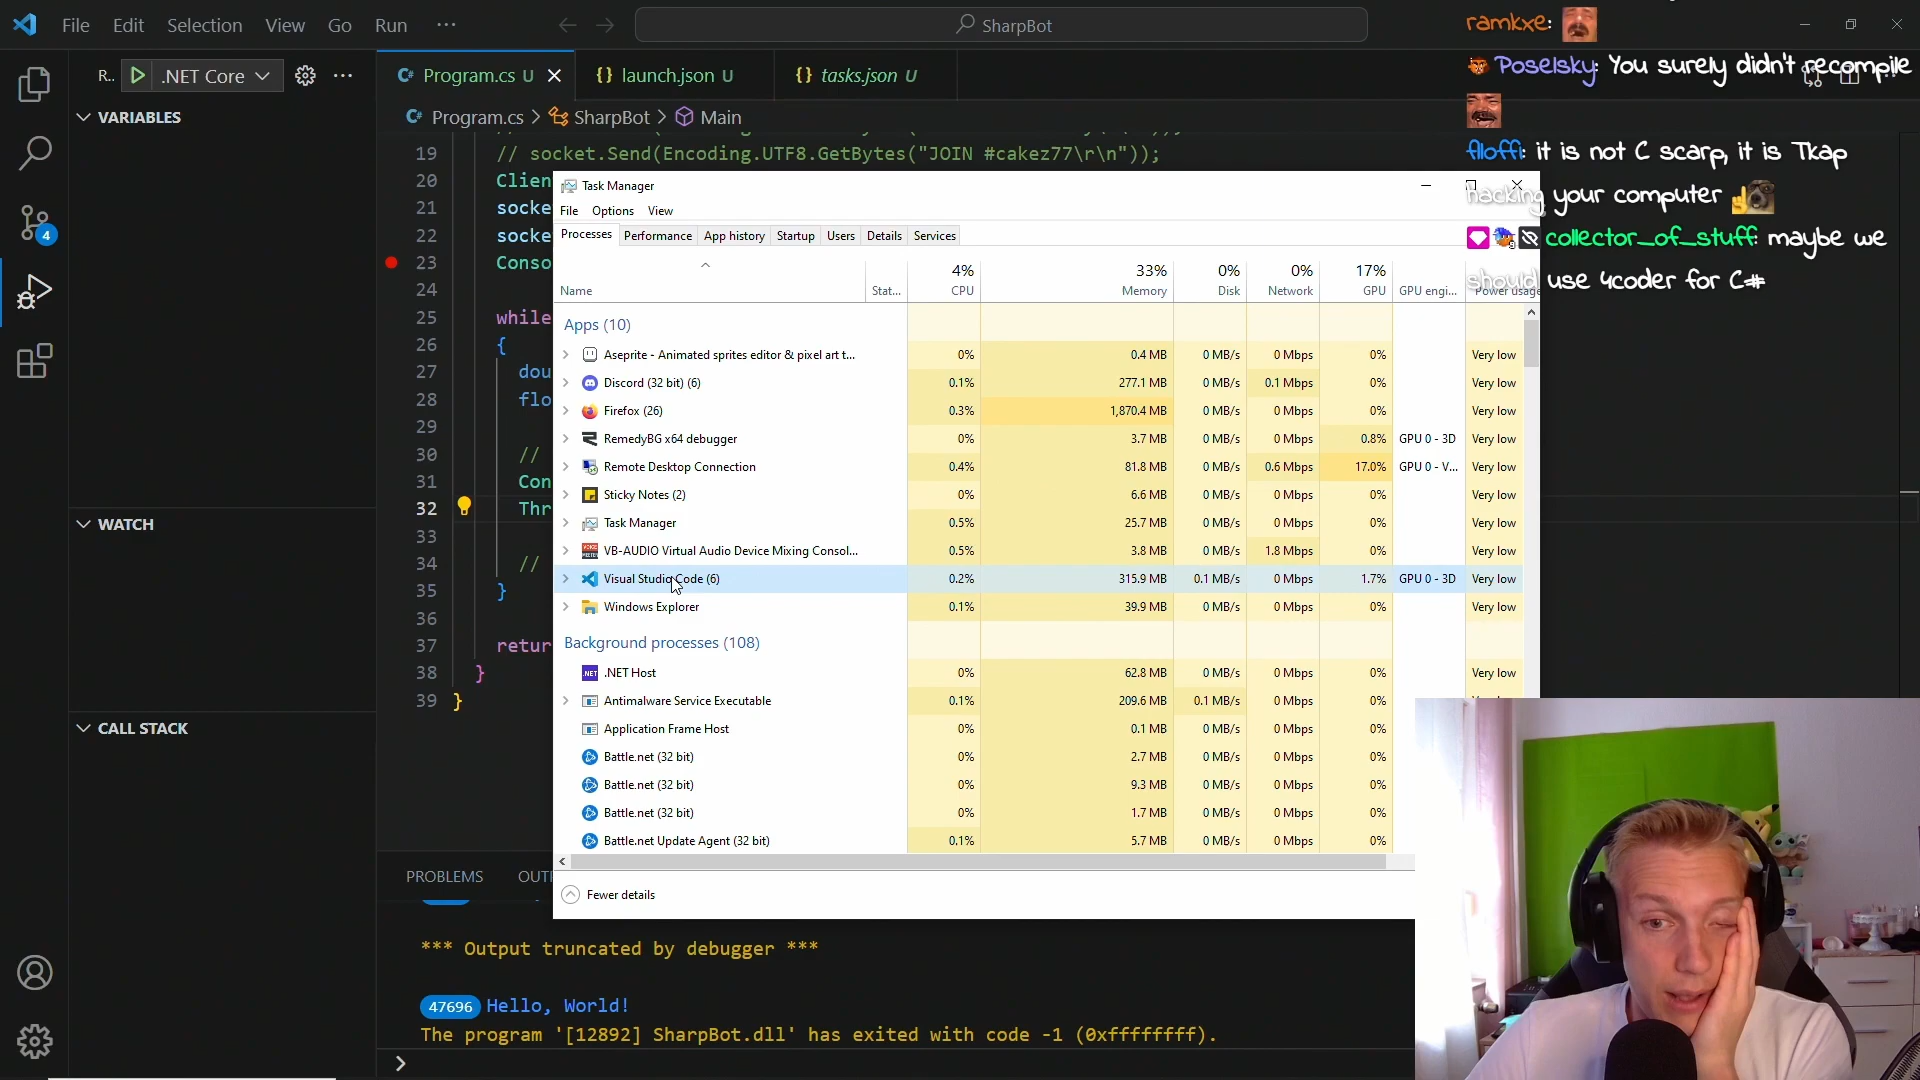 File Edit Selection View Go Run ···
SharpBot
R.. .NET Core ···
Program.cs U
launch.json U
tasks.json U
Program.cs > SharpBot > Main
VARIABLES
WATCH
CALL STACK
4
19 // socket.Send(Encoding.UTF8.GetBytes("JOIN #cakez77\r\n"));
20 Clien
21 socke
22 socke
23 Conso
24
25 while
26 {
27 dou
28 flo
29
30 //
31 Con
32 Thr
33
34 //
35 }
36
37 retur
38 }
39 }
Task Manager
File Options View
Processes Performance App history Startup Users Details Services
4% 33% 0% 0% 17%
Name Stat... CPU Memory Disk Network GPU GPU engi... Power usage
Apps (10)
Aseprite - Animated sprites editor & pixel art t... 0% 0.4 MB 0 MB/s 0 Mbps 0% Very low
Discord (32 bit) (6) 0.1% 277.1 MB 0 MB/s 0.1 Mbps 0% Very low
Firefox (26) 0.3% 1,870.4 MB 0 MB/s 0 Mbps 0% Very low
RemedyBG x64 debugger 0% 3.7 MB 0 MB/s 0 Mbps 0.8% GPU 0 - 3D Very low
Remote Desktop Connection 0.4% 81.8 MB 0 MB/s 0.6 Mbps 17.0% GPU 0 - V... Very low
Sticky Notes (2) 0% 6.6 MB 0 MB/s 0 Mbps 0% Very low
Task Manager 0.5% 25.7 MB 0 MB/s 0 Mbps 0% Very low
VB-AUDIO Virtual Audio Device Mixing Consol... 0.5% 3.8 MB 0 MB/s 1.8 Mbps 0% Very low
Visual Studio Code (6) 0.2% 315.9 MB 0.1 MB/s 0 Mbps 1.7% GPU 0 - 3D Very low
Windows Explorer 0.1% 39.9 MB 0 MB/s 0 Mbps 0% Very low
Background processes (108)
.NET Host 0% 62.8 MB 0 MB/s 0 Mbps 0% Very low
Antimalware Service Executable 0.1% 209.6 MB 0.1 MB/s 0 Mbps 0%
Application Frame Host 0% 0.1 MB 0 MB/s 0 Mbps 0%
Battle.net (32 bit) 0% 2.7 MB 0 MB/s 0 Mbps 0%
Battle.net (32 bit) 0% 9.3 MB 0 MB/s 0 Mbps 0%
Battle.net (32 bit) 0% 1.7 MB 0 MB/s 0 Mbps 0%
Battle.net Update Agent (32 bit) 0.1% 5.7 MB 0 MB/s 0 Mbps 0%
Fewer details
PROBLEMS OUT
*** Output truncated by debugger ***
47696 Hello, World!
The program '[12892] SharpBot.dll' has exited with code -1 (0xffffffff).
>
ramkxe:
Poselsky: You surely didn't recompile
flloffi: it is not C scarp, it is Tkap
hacking your computer
collector_of_stuff: maybe we
should use 4coder for C#